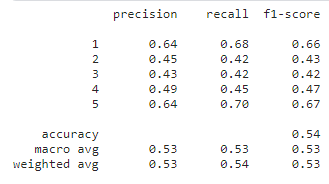 precision recall f1-score
1 0.64 0.68 0.66
2 0.45 0.42 0.43
3 0.43 0.42 0.42
4 0.49 0.45 0.47
5 0.64 0.70 0.67
accuracy 0.54
macro avg 0.53 0.53 0.53
weighted avg 0.53 0.54 0.53